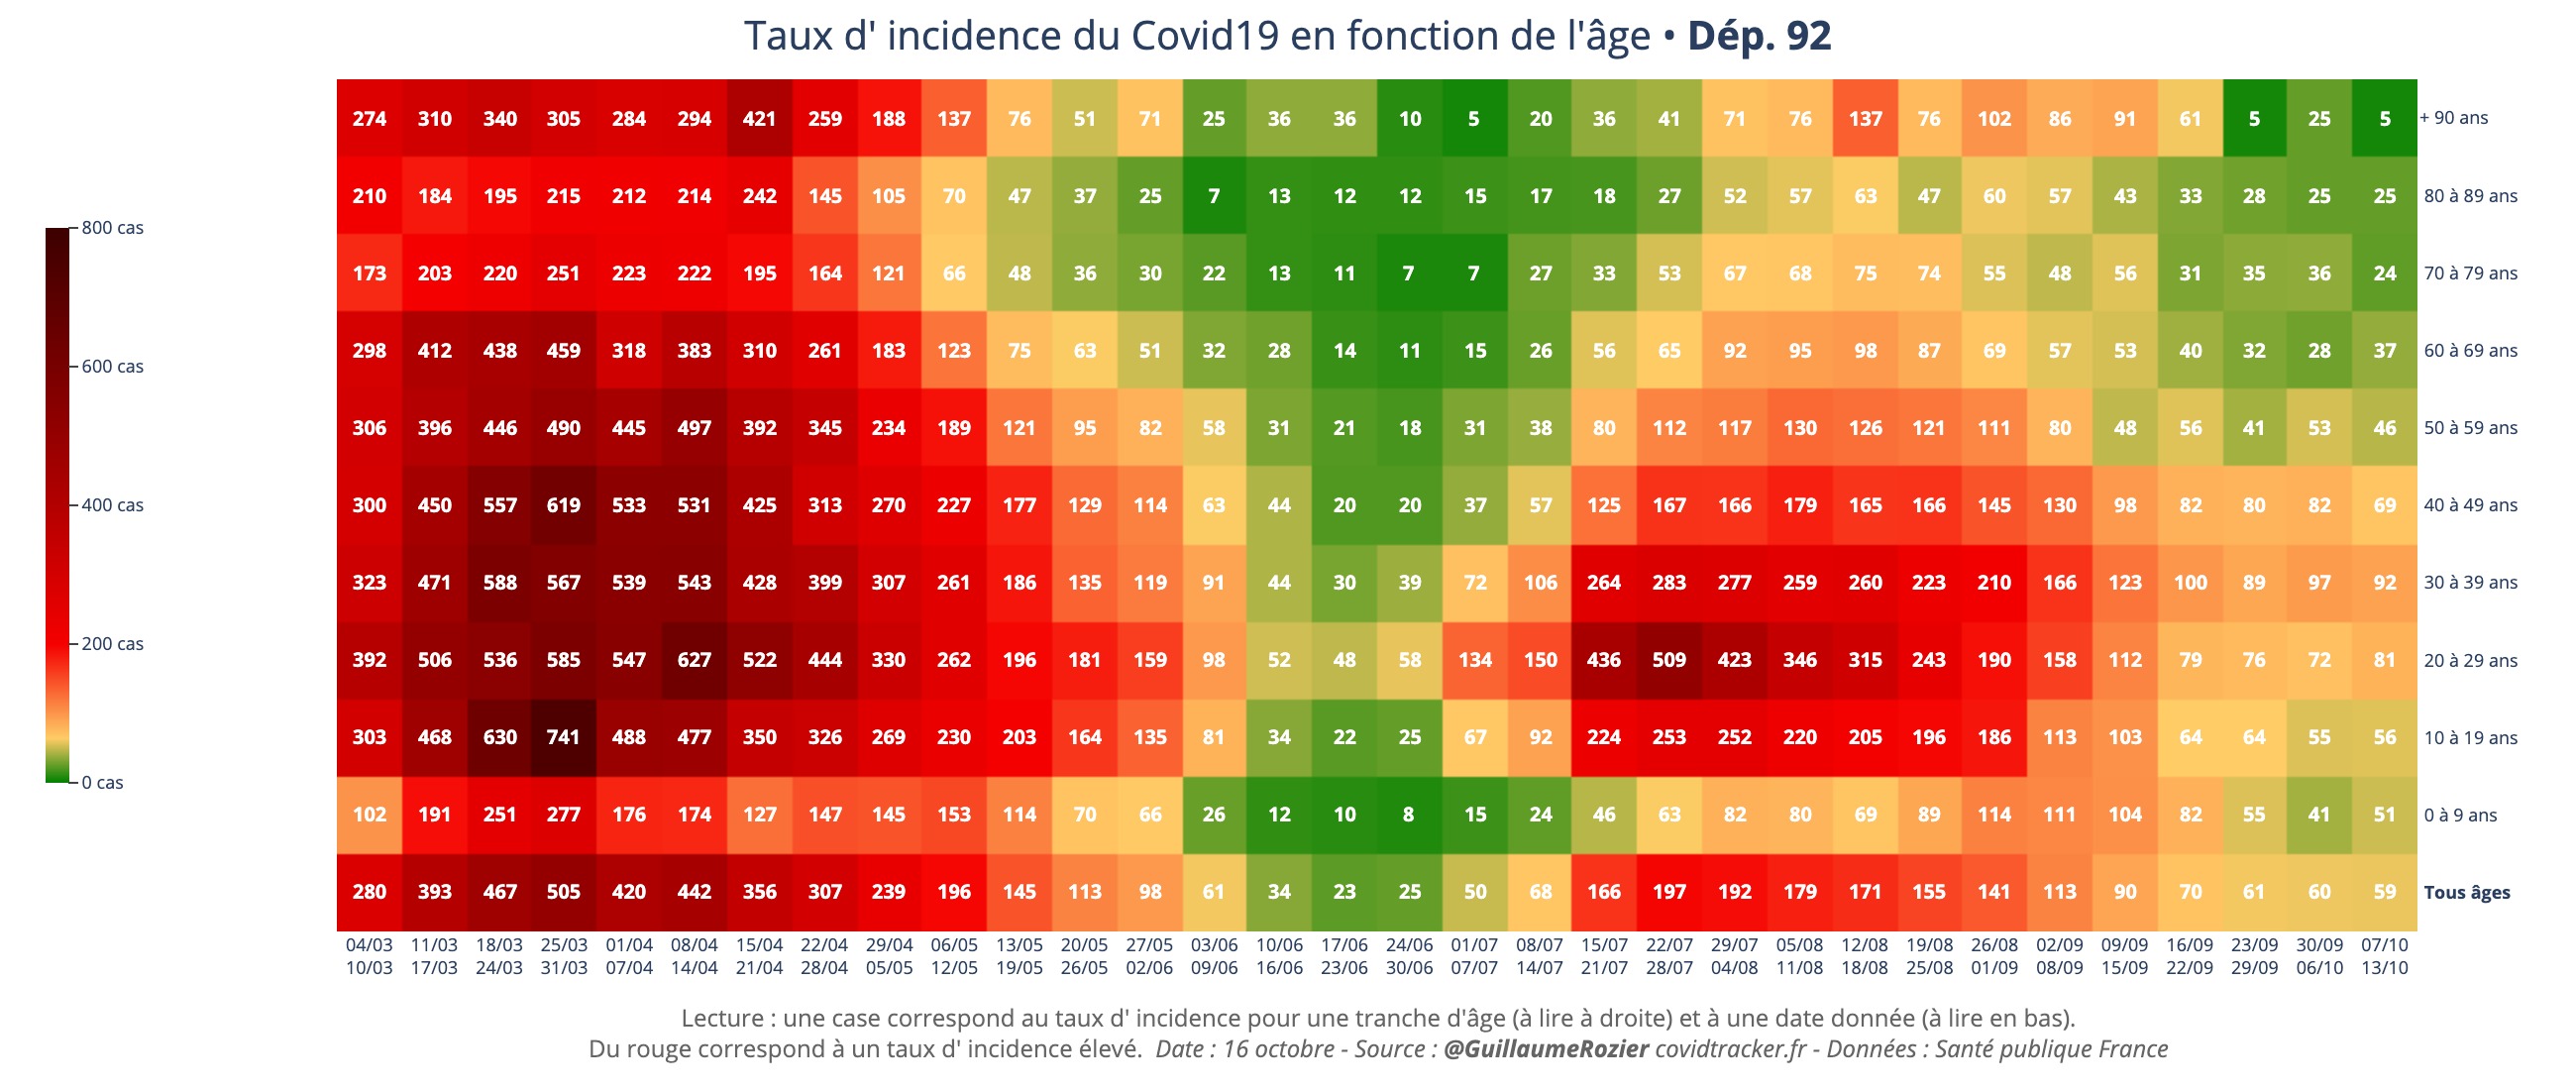 Taux d' incidence du Covid19 en fonction de l'âge • Dép. 92
274 310 340 305 284 294 421 259 188 137 76 51 71 25 36 36 10 5 20 36 41 71 76 137 76 102 86 91 61 5 25 5 + 90 ans
210 184 195 215 212 214 242 145 105 70 47 37 25 7 13 12 12 15 17 18 27 52 57 63 47 60 57 43 33 28 25 25 80 à 89 ans
800 cas
173 203 220 251 223 222 195 164 121 66 48 36 30 22 13 11 7 7 27 33 53 67 68 75 74 55 48 56 31 35 36 24 70 à 79 ans
298 412 438 459 318 383 310 261 183 123 75 63 51 32 28 14 11 15 26 56 65 92 95 98 87 69 57 53 40 32 28 37 60 à 69 ans
600 cas
306 396 446 490 445 497 392 345 234 189 121 95 82 58 31 21 18 31 38 80 112 117 130 126 121 111 80 48 56 41 53 46 50 à 59 ans
400 cas
300 450 557 619 533 531 425 313 270 227 177 129 114 63 44 20 20 37 57 125 167 166 179 165 166 145 130 98 82 80 82 69 40 à 49 ans
323 471 588 567 539 543 428 399 307 261 186 135 119 91 44 30 39 72 106 264 283 277 259 260 223 210 166 123 100 89 97 92 30 à 39 ans
200 cas
392 506 536 585 547 627 522 444 330 262 196 181 159 98 52 48 58 134 150 436 509 423 346 315 243 190 158 112 79 76 72 81 20 à 29 ans
303 468 630 741 488 477 350 326 269 230 203 164 135 81 34 22 25 67 92 224 253 252 220 205 196 186 113 103 64 64 55 56 10 à 19 ans
0 cas
102 191 251 277 176 174 127 147 145 153 114 70 66 26 12 10 8 15 24 46 63 82 80 69 89 114 111 104 82 55 41 51 0 à 9 ans
280 393 467 505 420 442 356 307 239 196 145 113 98 61 34 23 25 50 68 166 197 192 179 171 155 141 113 90 70 61 60 59 Tous âges
04/03 11/03 18/03 25/03 01/04 08/04 15/04 22/04 29/04 06/05 13/05 20/05 27/05 03/06 10/06 17/06 24/06 01/07 08/07 15/07 22/07 29/07 05/08 12/08 19/08 26/08 02/09 09/09 16/09 23/09 30/09 07/10
10/03 17/03 24/03 31/03 07/04 14/04 21/04 28/04 05/05 12/05 19/05 26/05 02/06 09/06 16/06 23/06 30/06 07/07 14/07 21/07 28/07 04/08 11/08 18/08 25/08 01/09 08/09 15/09 22/09 29/09 06/10 13/10
Lecture : une case correspond au taux d' incidence pour une tranche d'âge (à lire à droite) et à une date donnée (à lire en bas).
Du rouge correspond à un taux d' incidence élevé. Date : 16 octobre - Source : @GuillaumeRozier covidtracker.fr - Données : Santé publique France